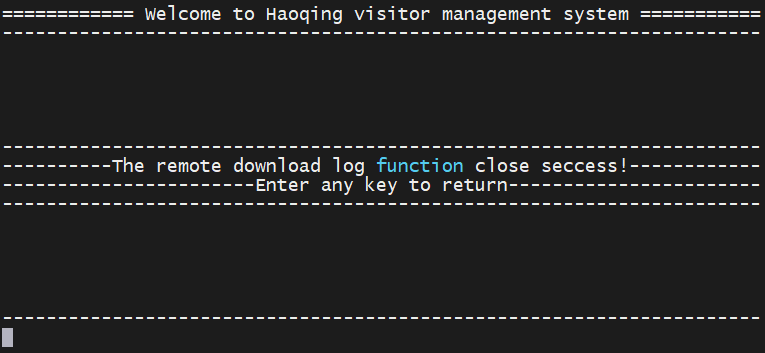 ============ Welcome to Haoqing visitor management system ===========
---------------------------------------------------------------------
---------------------------------------------------------------------
----------The remote download log function close seccess!------------
-----------------------Enter any key to return-----------------------
---------------------------------------------------------------------
---------------------------------------------------------------------